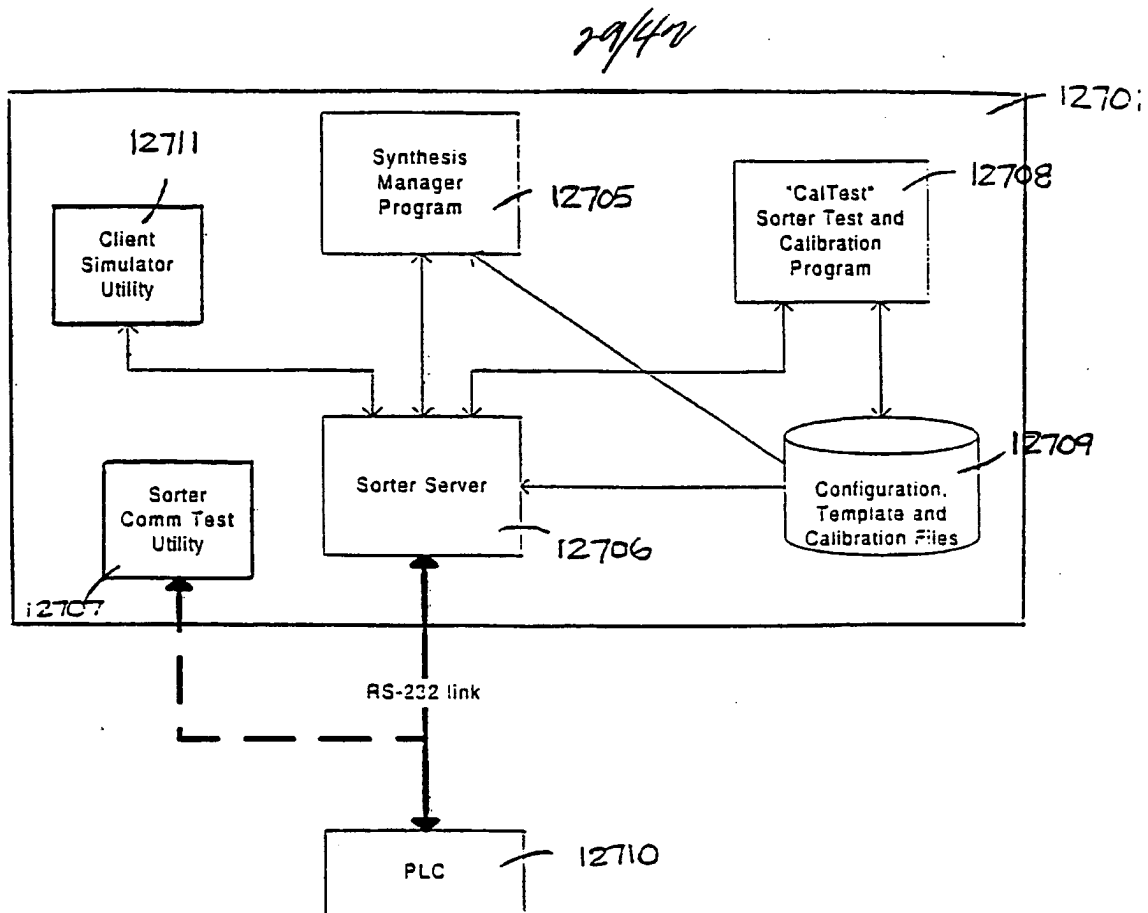 29/42
12701
12711
Synthesis
Manager
Program
12705
"CalTest"
Sorter Test and
Calibration
Program
12708
Client
Simulator
Utility
Sorter Server
12706
Configuration,
Template and
Calibration Files
12709
Sorter
Comm Test
Utility
12707
RS-232 link
PLC
12710